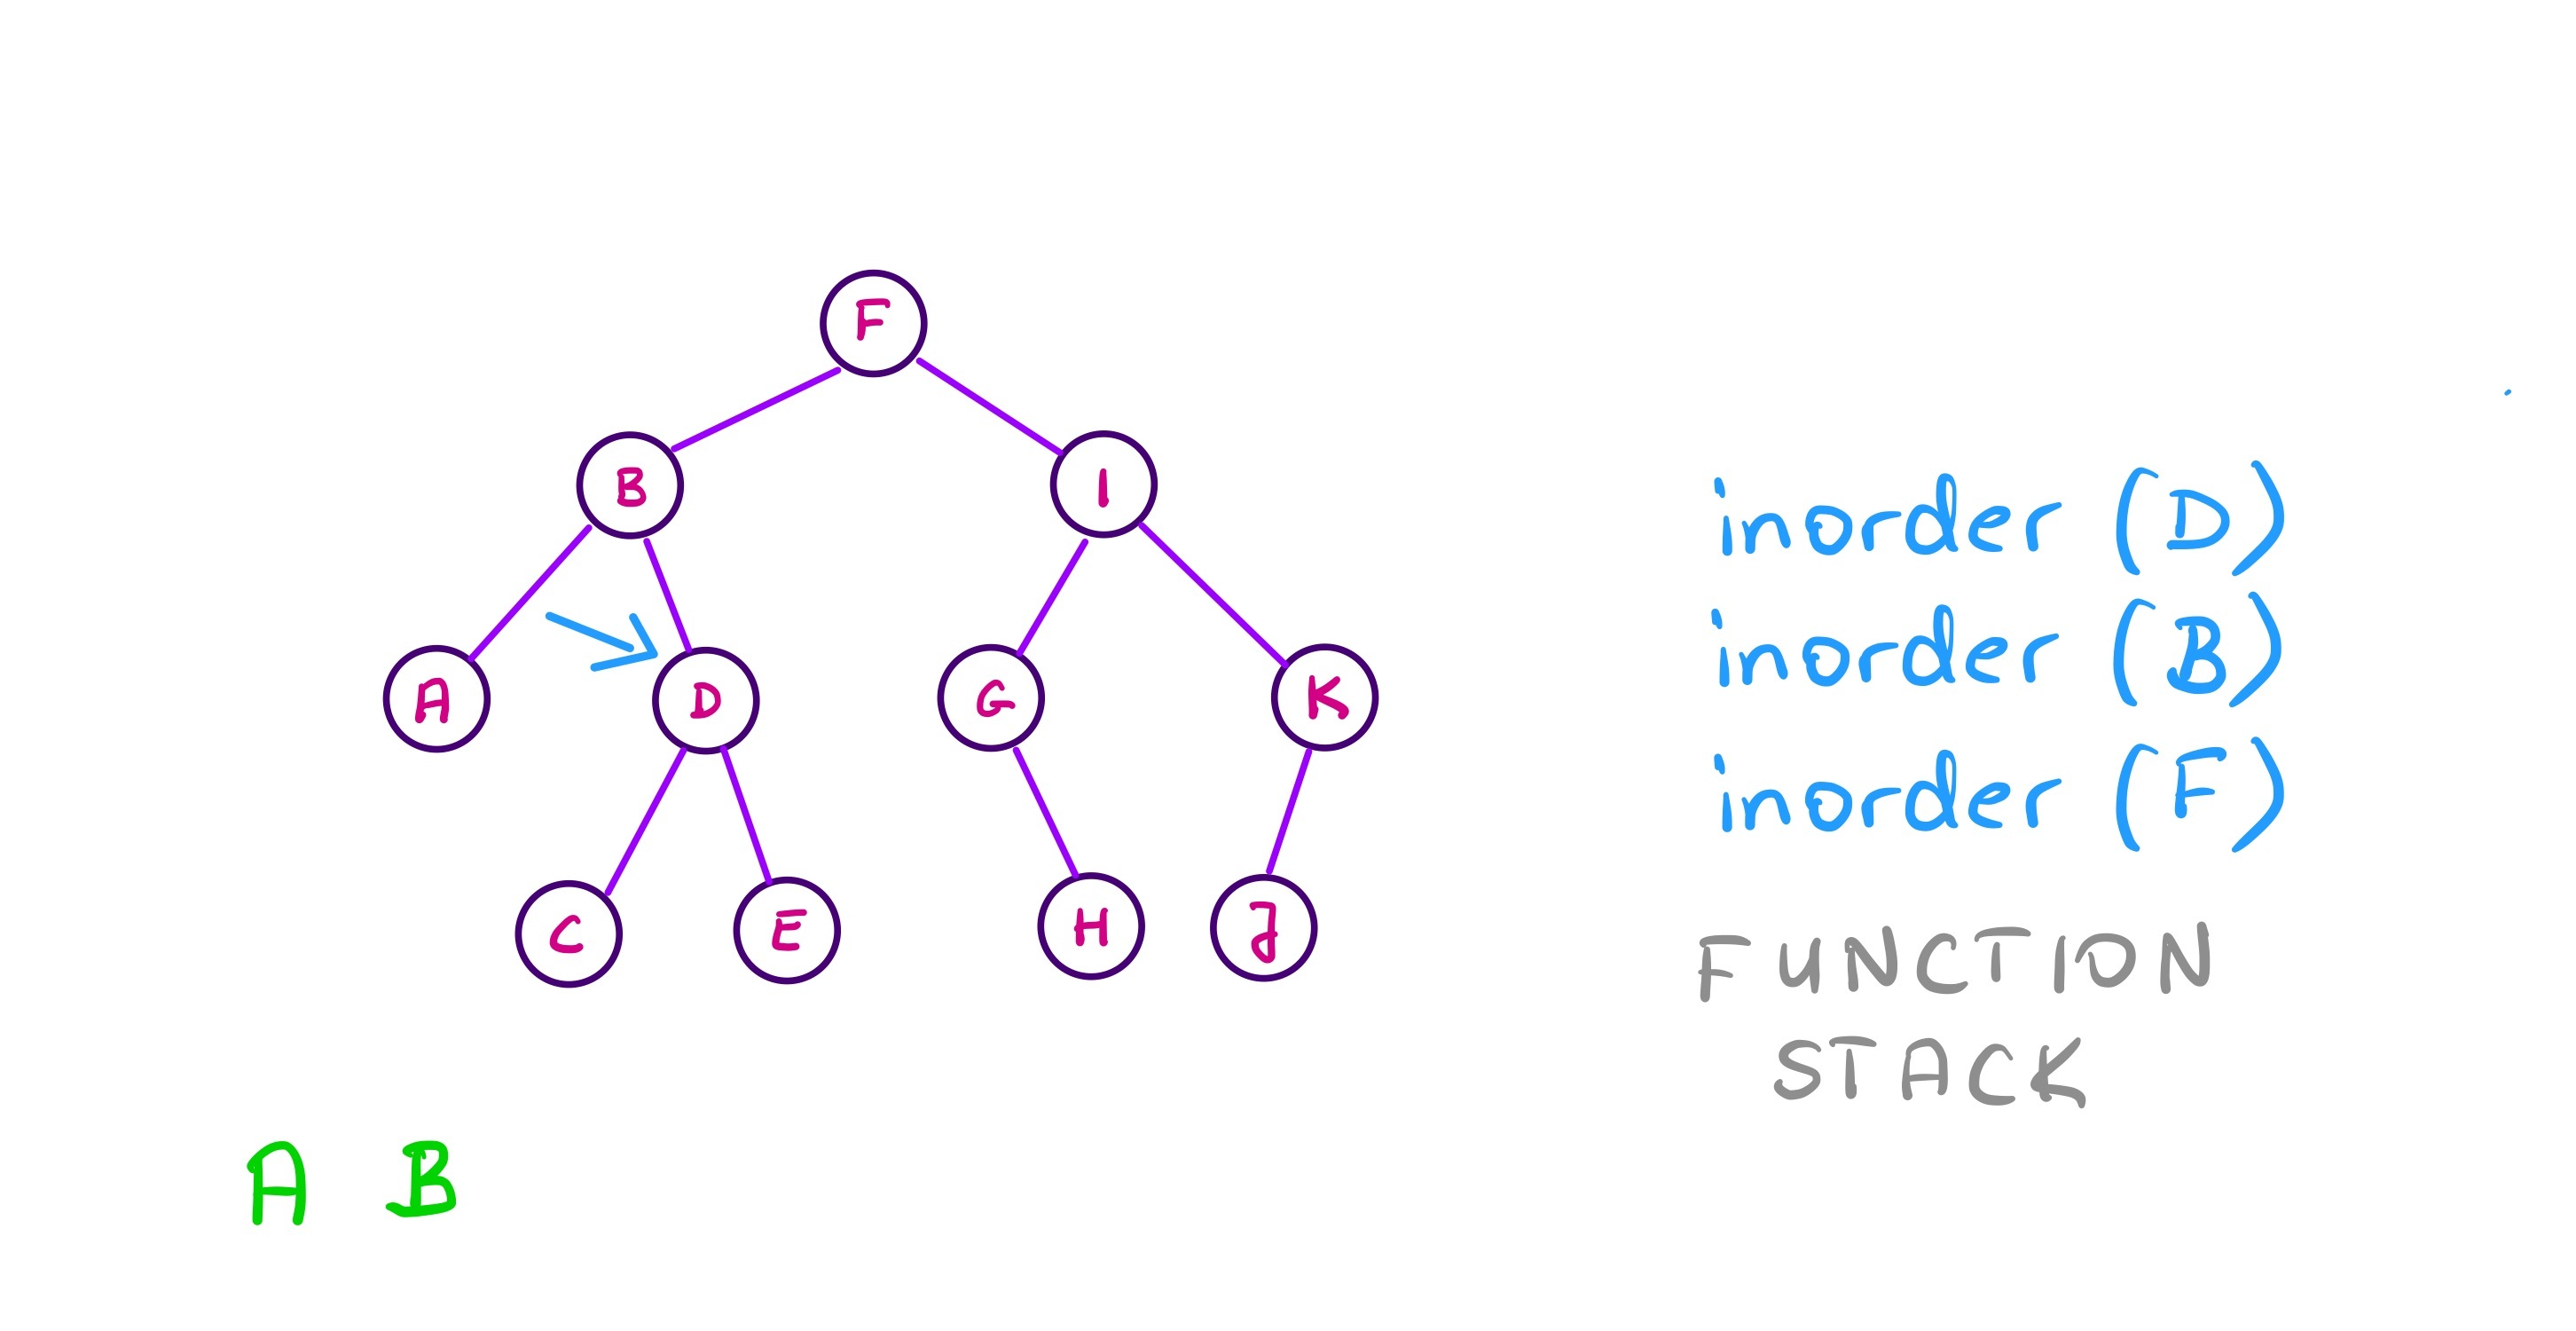 F
B I
A D G K
C E H J
inorder (D)
inorder (B)
inorder (F)
FUNCTION
STACK
A B